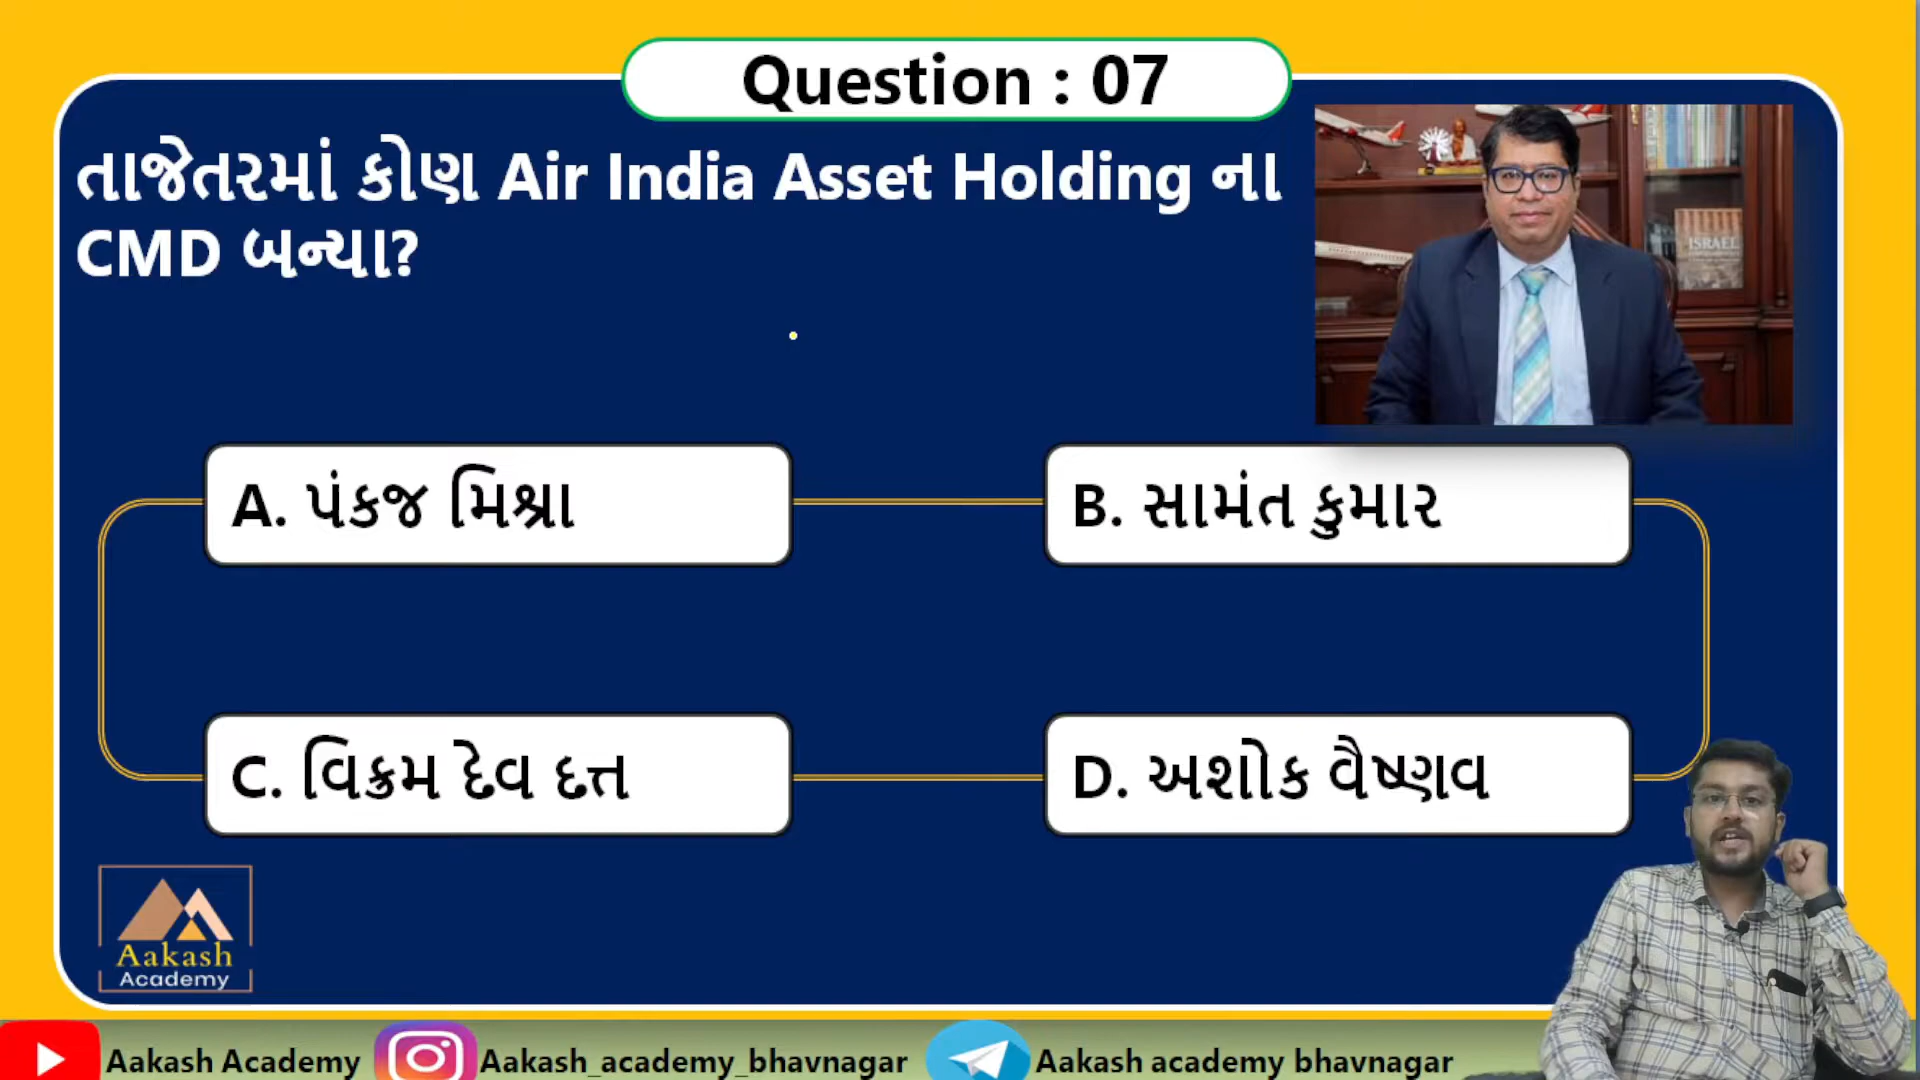 Question : 07
તાજેતરમાં કોણ Air India Asset Holding ના
CMD બન્યા?
ISRAEL
A. પંકજ મિશ્રા
B. સામંત કુમાર
C. વિક્રમ દેવ દત્ત
D. અશોક વૈષ્ણવ
Aakash
Academy
Aakash Academy
Aakash_academy_bhavnagar
Aakash academy bhavnagar